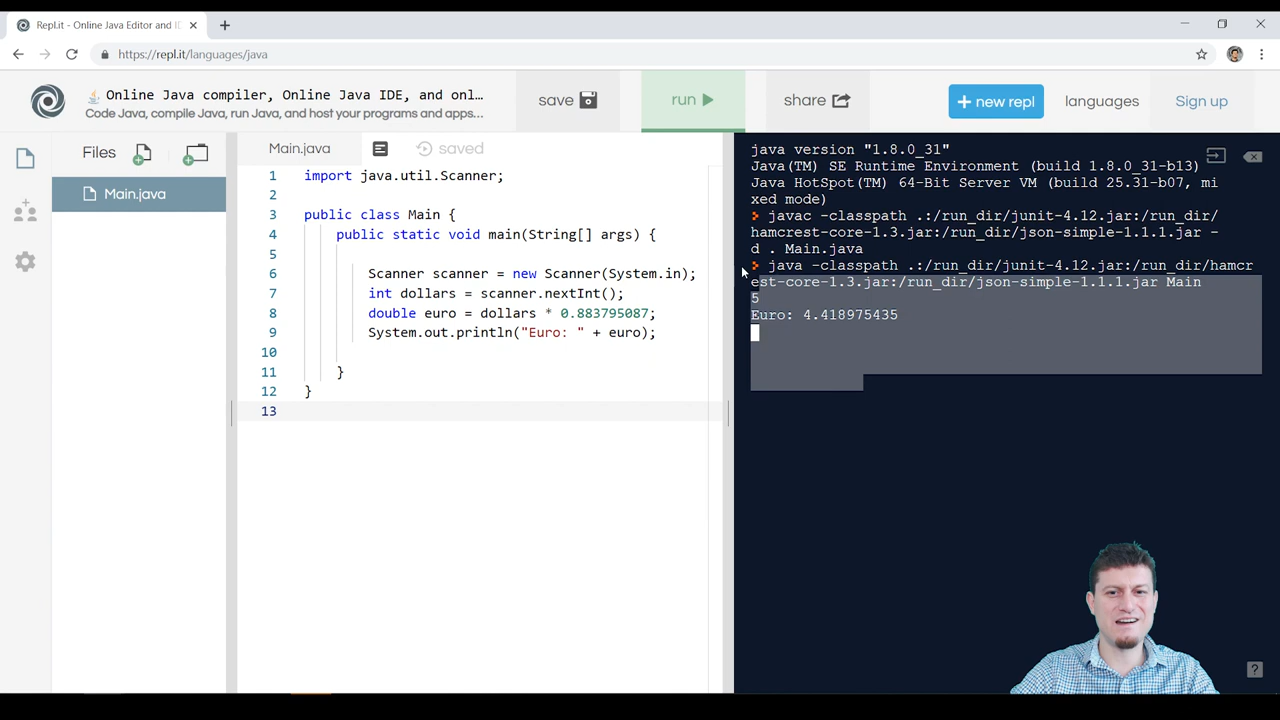 Repl.it - Online Java Editor and I
https://repl.it/languages/java
Online Java compiler, Online Java IDE, and onl...
Code Java, compile Java, run Java, and host your programs and apps...
save
run
share
+ new repl
languages
Sign up
Files
Main.java
Main.java
saved
1 import java.util.Scanner;
2
3 public class Main {
4 public static void main(String[] args) {
5
6 Scanner scanner = new Scanner(System.in);
7 int dollars = scanner.nextInt();
8 double euro = dollars * 0.883795087;
9 System.out.println("Euro: " + euro);
10
11 }
12 }
13
java version "1.8.0_31"
Java(TM) SE Runtime Environment (build 1.8.0_31-b13)
Java HotSpot(TM) 64-Bit Server VM (build 25.31-b07, mi
xed mode)
> javac -classpath .:/run_dir/junit-4.12.jar:/run_dir/
hamcrest-core-1.3.jar:/run_dir/json-simple-1.1.1.jar -
d . Main.java
> java -classpath .:/run_dir/junit-4.12.jar:/run_dir/hamcr
est-core-1.3.jar:/run_dir/json-simple-1.1.1.jar Main
5
Euro: 4.418975435
?